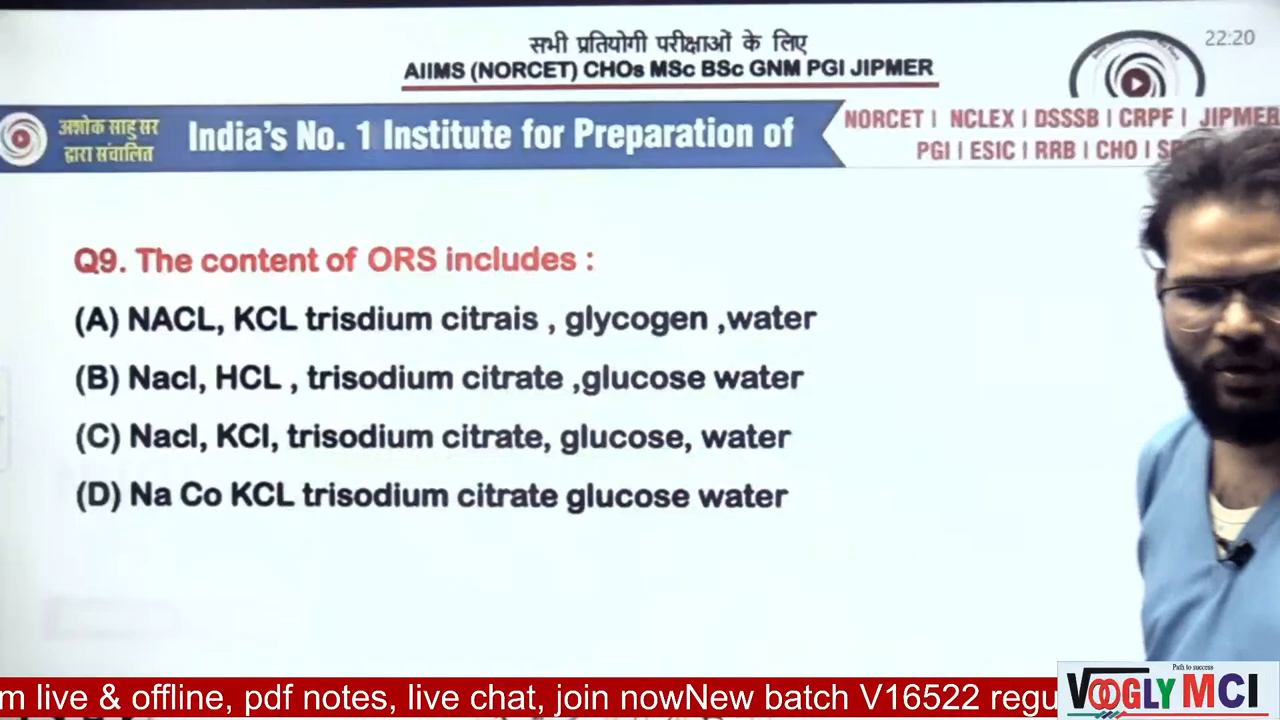 सभी प्रतियोगी परीक्षाओं के लिए
22:20
AIIMS (NORCET) CHOs MSc BSc GNM PGI JIPMER
अशोक साहु सर
द्वारा संचालित
India's No. 1 Institute for Preparation of
NORCET I NCLEX I DSSSB I CRPF I JIPMER
PGI I ESIC I RRB I CHO I
Q9. The content of ORS includes :
(A) NACL, KCL trisdium citrais , glycogen ,water
(B) Nacl, HCL , trisodium citrate ,glucose water
(C) Nacl, KCl, trisodium citrate, glucose, water
(D) Na Co KCL trisodium citrate glucose water
m live & offline, pdf notes, live chat, join nowNew batch V16522 regu
Path to success
VOOGLY MCI